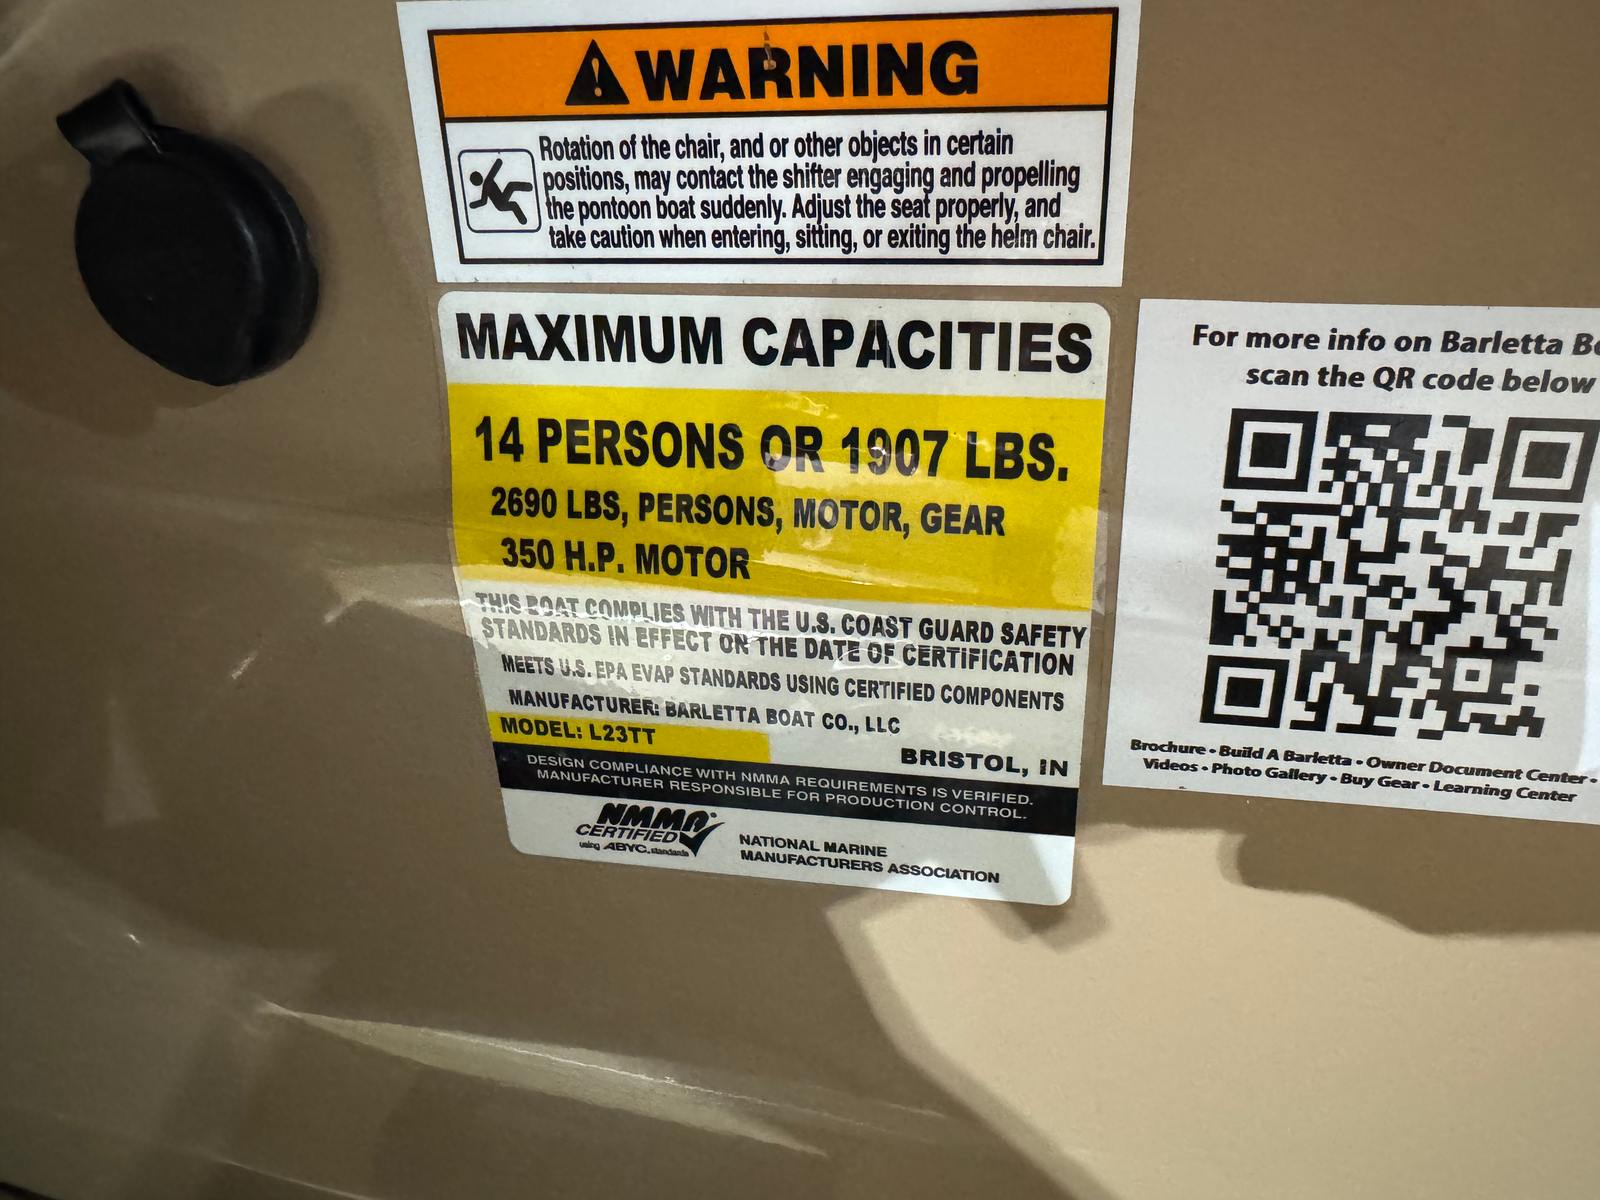 WARNING
Rotation of the chair, and or other objects in certain
positions, may contact the shifter engaging and propelling
the pontoon boat suddenly. Adjust the seat properly, and
take caution when entering, sitting, or exiting the helm chair.
MAXIMUM CAPACITIES
14 PERSONS OR 1907 LBS.
2690 LBS, PERSONS, MOTOR, GEAR
350 H.P. MOTOR
THIS BOAT COMPLIES WITH THE U.S. COAST GUARD SAFETY
STANDARDS IN EFFECT ON THE DATE OF CERTIFICATION
MEETS U.S. EPA EVAP STANDARDS USING CERTIFIED COMPONENTS
MANUFACTURER: BARLETTA BOAT CO., LLC
MODEL: L23TT
BRISTOL, IN
DESIGN COMPLIANCE WITH NMMA REQUIREMENTS IS VERIFIED.
MANUFACTURER RESPONSIBLE FOR PRODUCTION CONTROL.
NMMA
CERTIFIED
using ABYC standards
NATIONAL MARINE
MANUFACTURERS ASSOCIATION
For more info on Barletta
scan the QR code below
Brochure • Build A Barletta • Owner Document Center •
Videos • Photo Gallery • Buy Gear • Learning Center